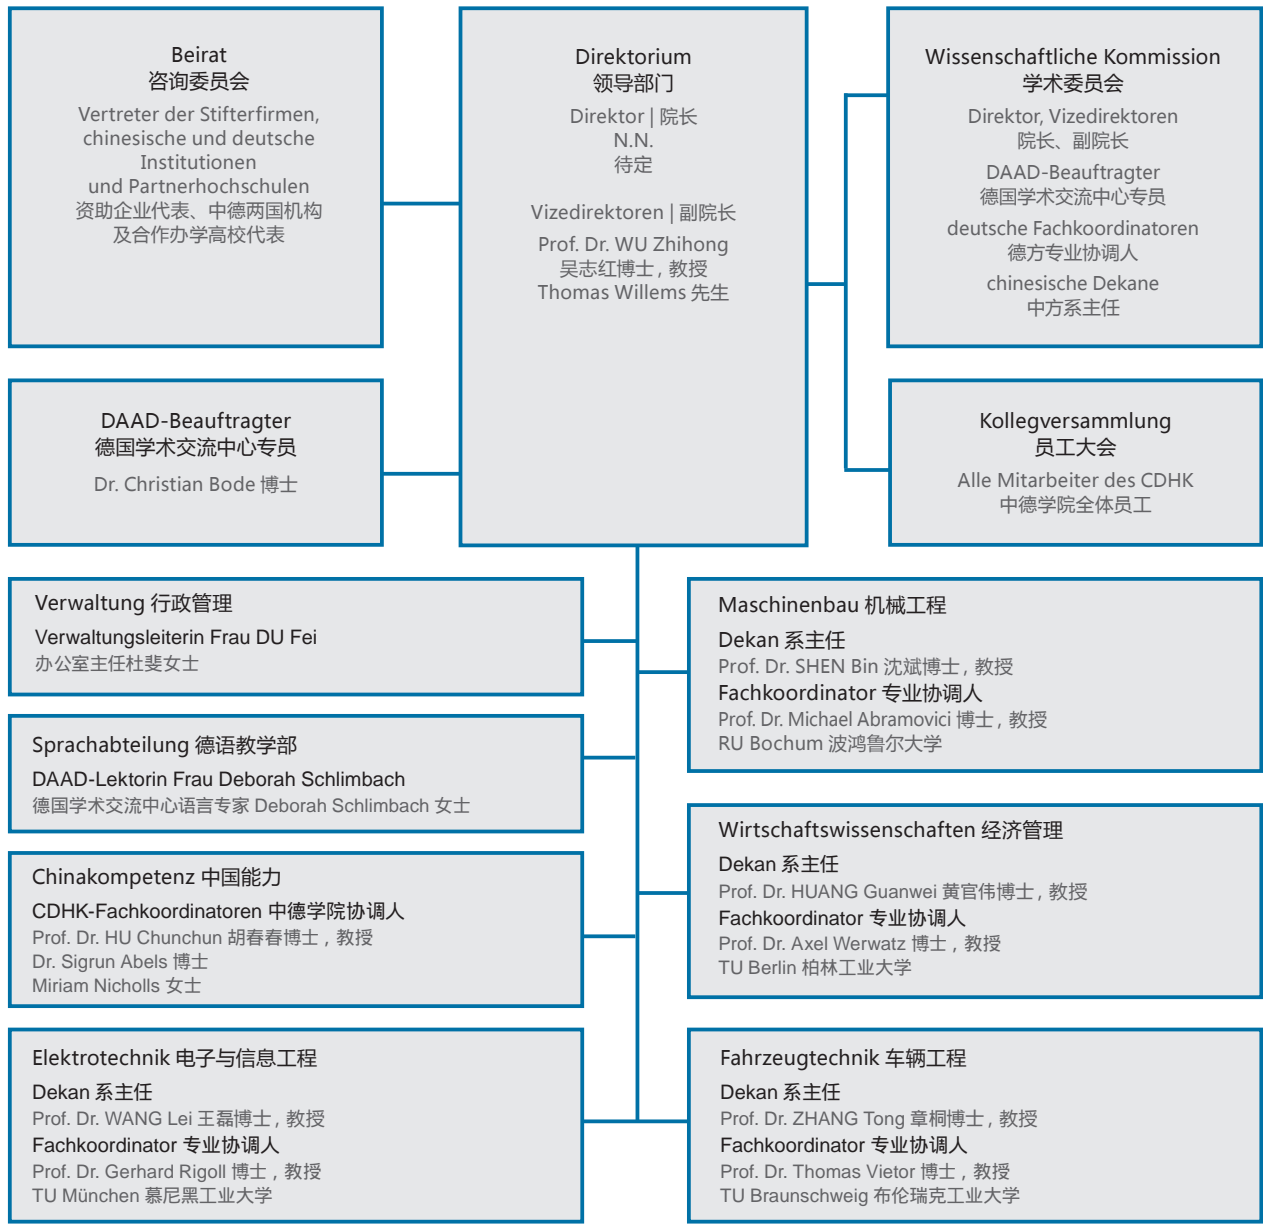 Beirat
咨询委员会
Vertreter der Stifterfirmen,
chinesische und deutsche
Institutionen
und Partnerhochschulen
资助企业代表、中德两国机构
及合作办学高校代表
Direktorium
领导部门
Direktor | 院长
N.N.
待定
Vizedirektoren | 副院长
Prof. Dr. WU Zhihong
吴志红博士 , 教授
Thomas Willems 先生
Wissenschaftliche Kommission
学术委员会
Direktor, Vizedirektoren
院长、副院长
DAAD-Beauftragter
德国学术交流中心专员
deutsche Fachkoordinatoren
德方专业协调人
chinesische Dekane
中方系主任
DAAD-Beauftragter
德国学术交流中心专员
Dr. Christian Bode 博士
Kollegversammlung
员工大会
Alle Mitarbeiter des CDHK
中德学院全体员工
Verwaltung 行政管理
Verwaltungsleiterin Frau DU Fei
办公室主任杜斐女士
Sprachabteilung 德语教学部
DAAD-Lektorin Frau Deborah Schlimbach
德国学术交流中心语言专家 Deborah Schlimbach 女士
Chinakompetenz 中国能力
CDHK-Fachkoordinatoren 中德学院协调人
Prof. Dr. HU Chunchun 胡春春博士 , 教授
Dr. Sigrun Abels 博士
Miriam Nicholls 女士
Elektrotechnik 电子与信息工程
Dekan 系主任
Prof. Dr. WANG Lei 王磊博士 , 教授
Fachkoordinator 专业协调人
Prof. Dr. Gerhard Rigoll 博士 , 教授
TU München 慕尼黑工业大学
Maschinenbau 机械工程
Dekan 系主任
Prof. Dr. SHEN Bin 沈斌博士 , 教授
Fachkoordinator 专业协调人
Prof. Dr. Michael Abramovici 博士 , 教授
RU Bochum 波鸿鲁尔大学
Wirtschaftswissenschaften 经济管理
Dekan 系主任
Prof. Dr. HUANG Guanwei 黄官伟博士 , 教授
Fachkoordinator 专业协调人
Prof. Dr. Axel Werwatz 博士 , 教授
TU Berlin 柏林工业大学
Fahrzeugtechnik 车辆工程
Dekan 系主任
Prof. Dr. ZHANG Tong 章桐博士 , 教授
Fachkoordinator 专业协调人
Prof. Dr. Thomas Vietor 博士 , 教授
TU Braunschweig 布伦瑞克工业大学